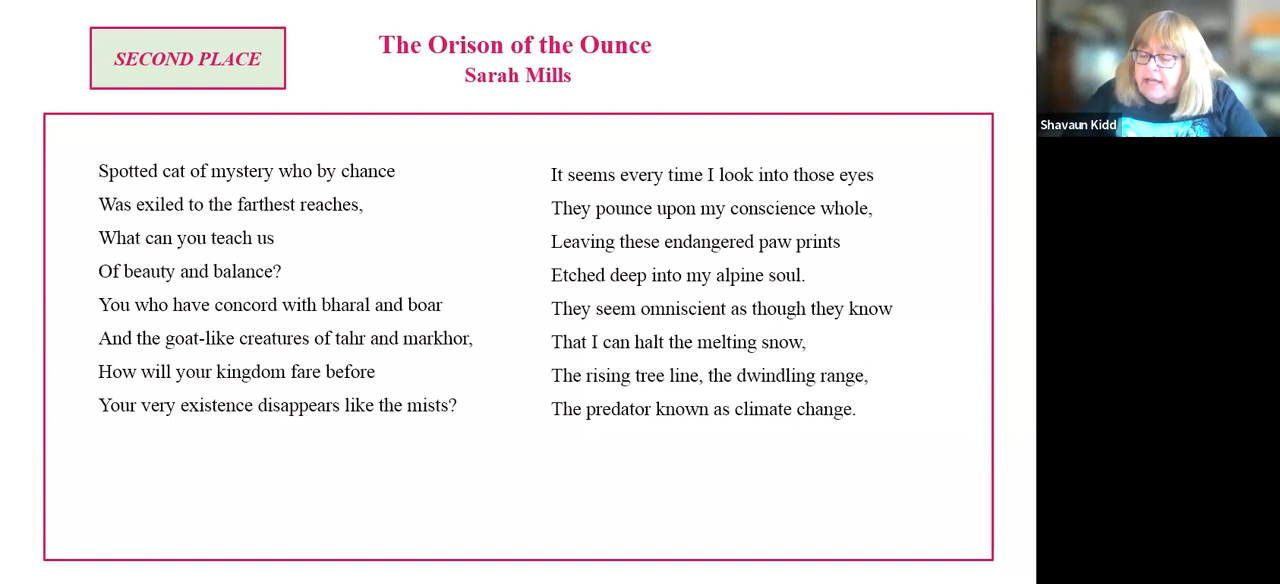 SECOND PLACE
The Orison of the Ounce
Sarah Mills
Spotted cat of mystery who by chance
Was exiled to the farthest reaches,
What can you teach us
Of beauty and balance?
You who have concord with bharal and boar
And the goat-like creatures of tahr and markhor,
How will your kingdom fare before
Your very existence disappears like the mists?
It seems every time I look into those eyes
They pounce upon my conscience whole,
Leaving these endangered paw prints
Etched deep into my alpine soul.
They seem omniscient as though they know
That I can halt the melting snow,
The rising tree line, the dwindling range,
The predator known as climate change.
Shavaun Kidd